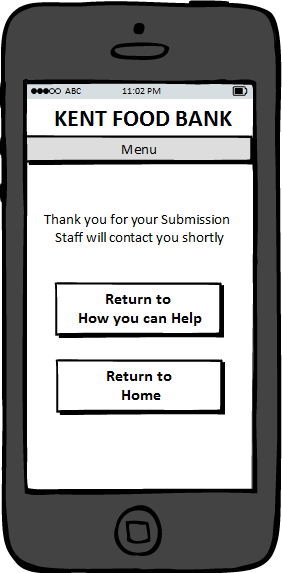 ABC 11:02 PM
KENT FOOD BANK
Menu
Thank you for your Submission
Staff will contact you shortly
Return to
How you can Help
Return to
Home